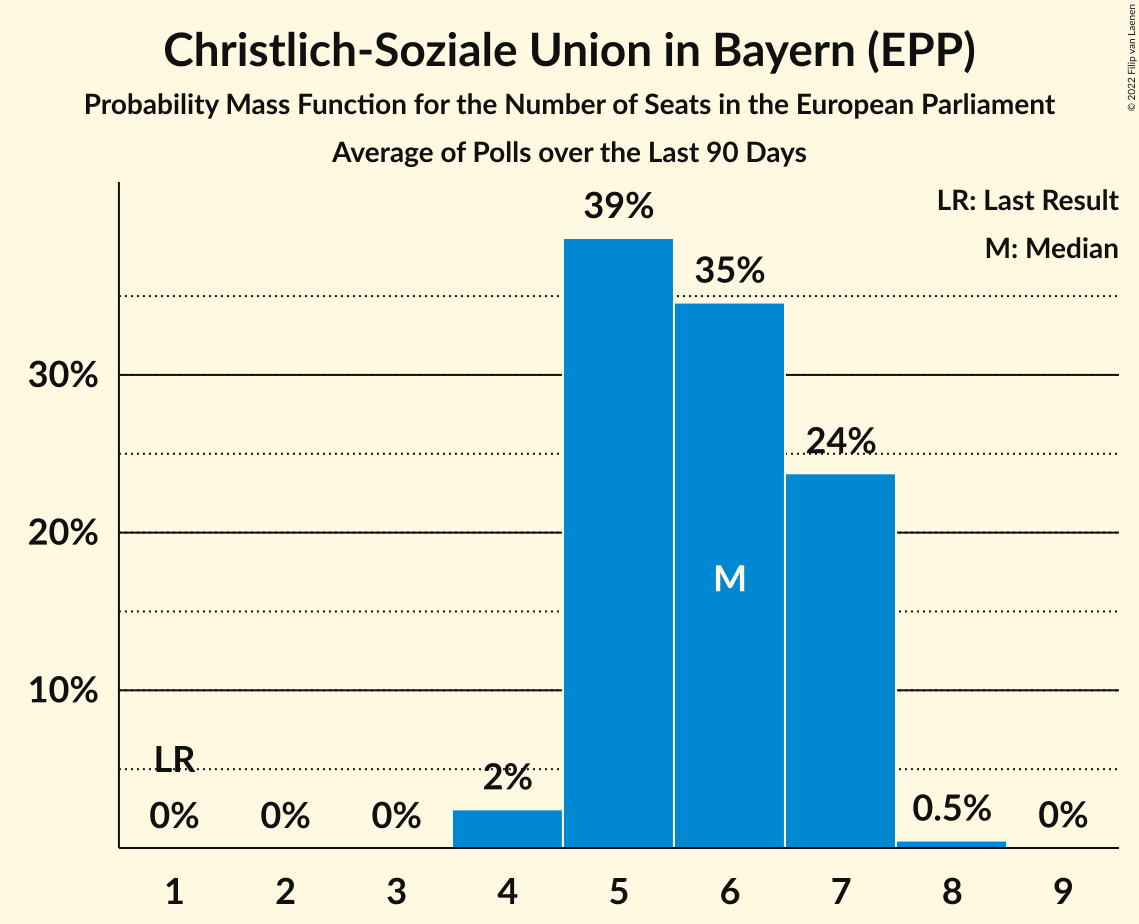 Christlich-Soziale Union in Bayern (EPP)
Probability Mass Function for the Number of Seats in the European Parliament
Average of Polls over the Last 90 Days
© 2022 Filip van Laenen
LR: Last Result
M: Median
39%
35%
30%
24%
20%
M
10%
LR
0%
0%
0%
2%
0.5%
0%
1 2 3 4 5 6 7 8 9